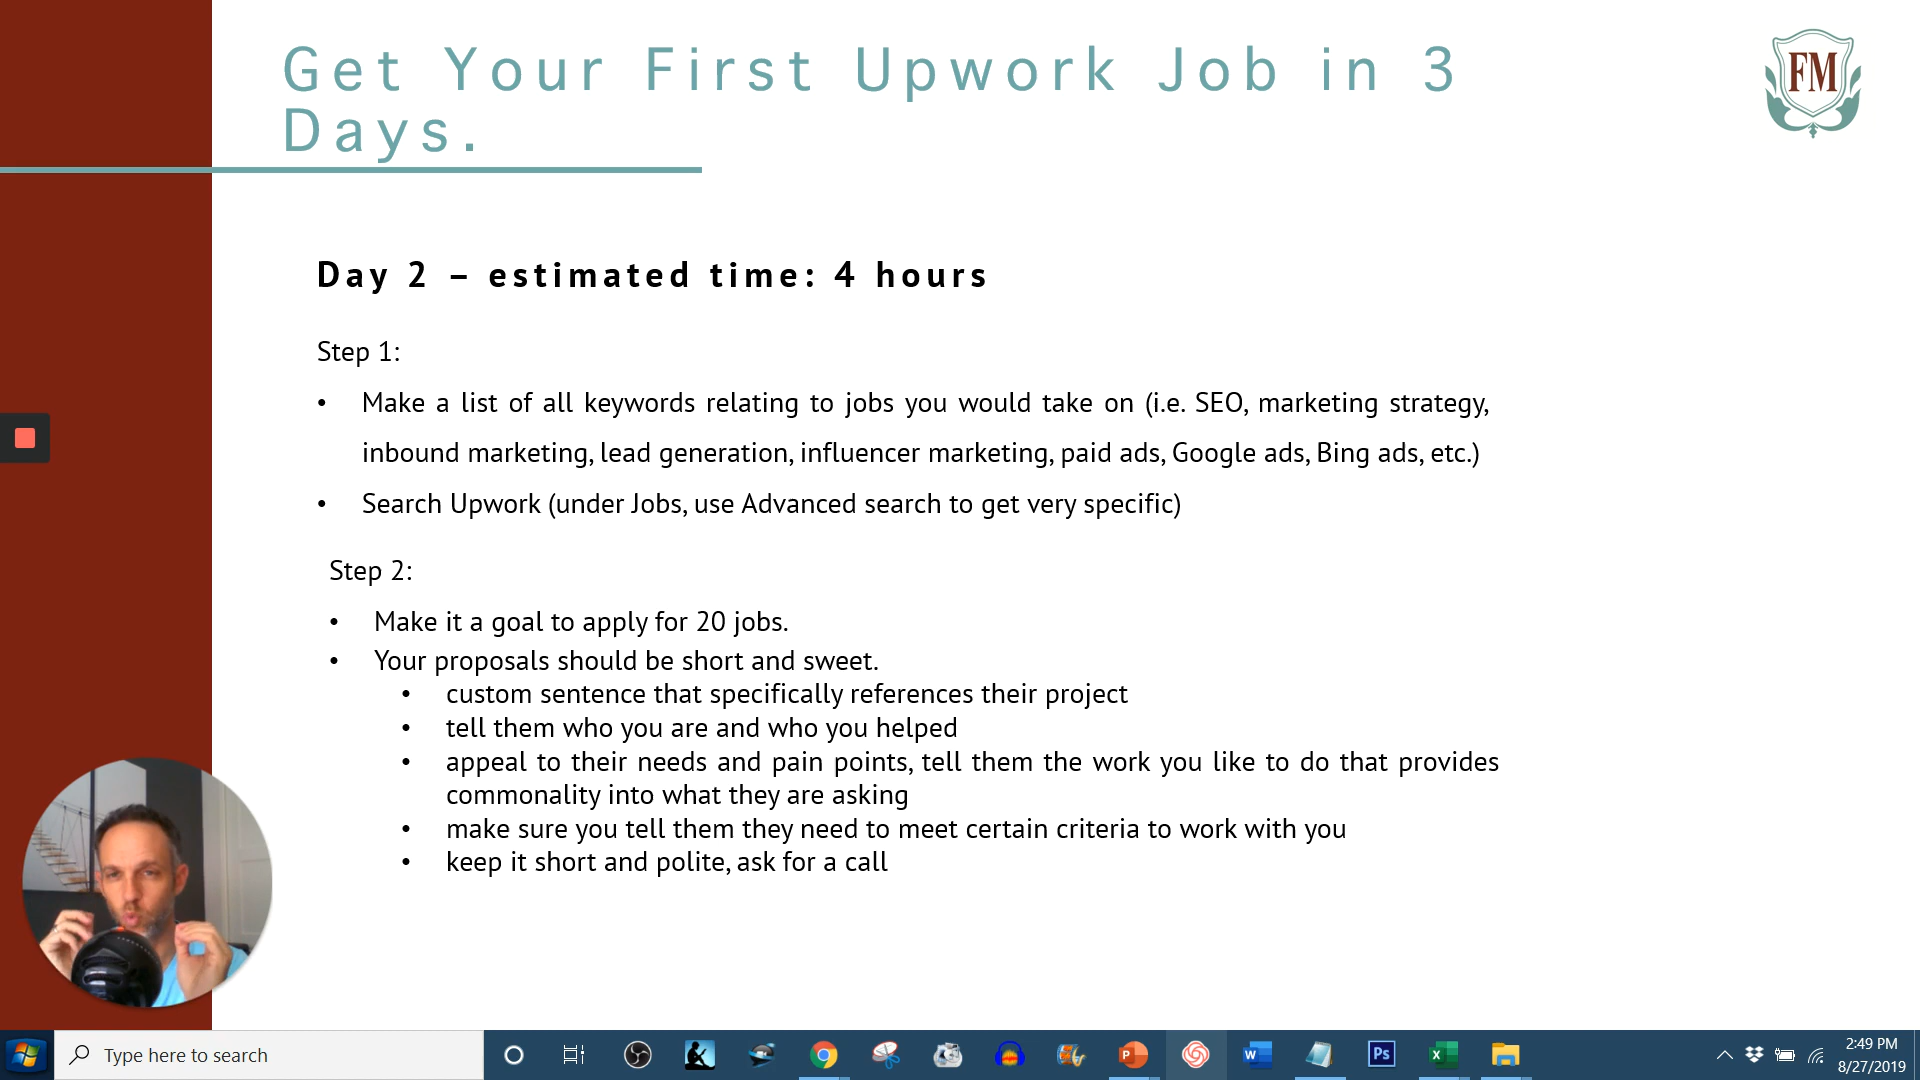 Get Your First Upwork Job in 3
Days.
FM
Day 2 – estimated time: 4 hours
Step 1:
• Make a list of all keywords relating to jobs you would take on (i.e. SEO, marketing strategy,
inbound marketing, lead generation, influencer marketing, paid ads, Google ads, Bing ads, etc.)
• Search Upwork (under Jobs, use Advanced search to get very specific)
Step 2:
• Make it a goal to apply for 20 jobs.
• Your proposals should be short and sweet.
• custom sentence that specifically references their project
• tell them who you are and who you helped
• appeal to their needs and pain points, tell them the work you like to do that provides
commonality into what they are asking
• make sure you tell them they need to meet certain criteria to work with you
• keep it short and polite, ask for a call
Type here to search
P
W
Ps
X
2:49 PM
8/27/2019